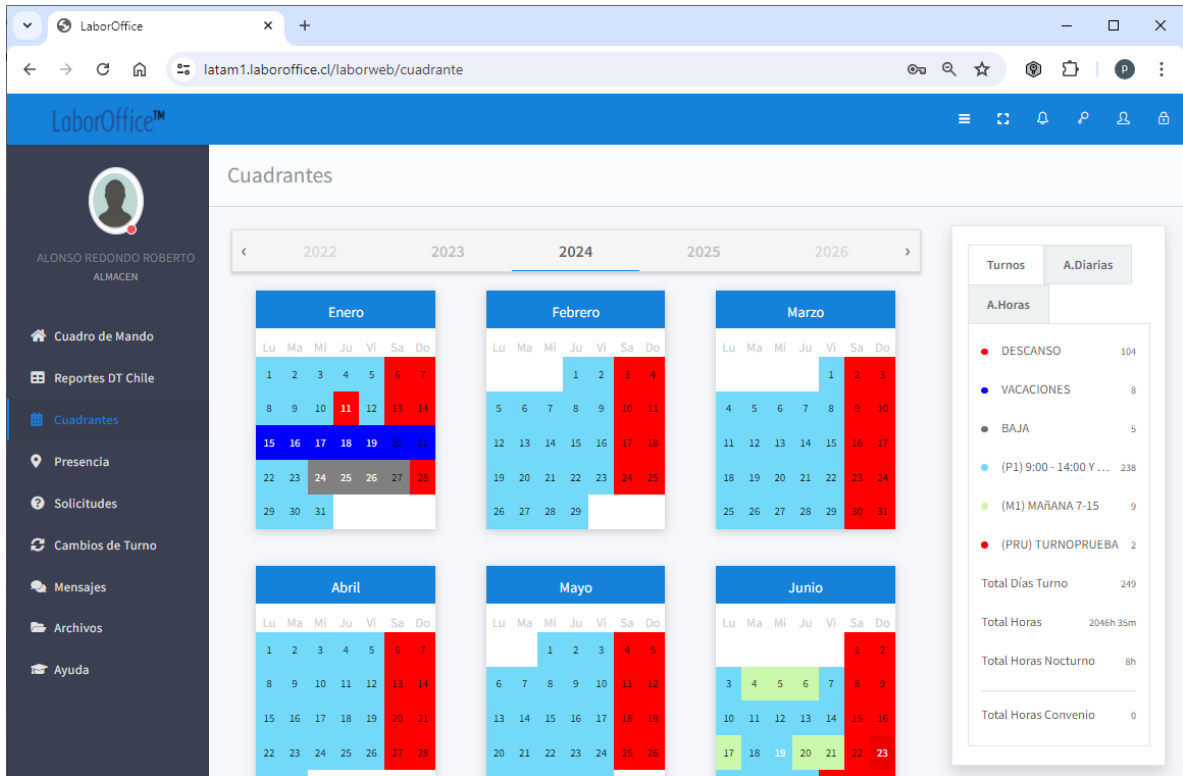 LaborOffice
latam1.laboroffice.cl/laborweb/cuadrante
p
LaborOffice™
ALONSO REDONDO ROBERTO
ALMACEN
Cuadro de Mando
Reportes DT Chile
Cuadrantes
Presencia
Solicitudes
Cambios de Turno
Mensajes
Archivos
Ayuda
Cuadrantes
2022 2023 2024 2025 2026
Enero
Lu Ma Mi Ju Vi Sa Do
1 2 3 4 5 6 7
8 9 10 11 12 13 14
15 16 17 18 19 20 21
22 23 24 25 26 27 28
29 30 31
Febrero
Lu Ma Mi Ju Vi Sa Do
1 2 3 4
5 6 7 8 9 10 11
12 13 14 15 16 17 18
19 20 21 22 23 24 25
26 27 28 29
Marzo
Lu Ma Mi Ju Vi Sa Do
1 2 3
4 5 6 7 8 9 10
11 12 13 14 15 16 17
18 19 20 21 22 23 24
25 26 27 28 29 30 31
Abril
Lu Ma Mi Ju Vi Sa Do
1 2 3 4 5 6 7
8 9 10 11 12 13 14
15 16 17 18 19 20 21
22 23 24 25 26 27 28
Mayo
Lu Ma Mi Ju Vi Sa Do
1 2 3 4 5
6 7 8 9 10 11 12
13 14 15 16 17 18 19
20 21 22 23 24 25 26
Junio
Lu Ma Mi Ju Vi Sa Do
1 2
3 4 5 6 7 8 9
10 11 12 13 14 15 16
17 18 19 20 21 22 23
Turnos A.Diarias
A.Horas
DESCANSO 104
VACACIONES 8
BAJA 5
(P1) 9:00 - 14:00 Y ... 238
(M1) MAñANA 7-15 9
(PRU) TURNOPRUEBA 2
Total Días Turno 249
Total Horas 2046h 35m
Total Horas Nocturno 8h
Total Horas Convenio 0